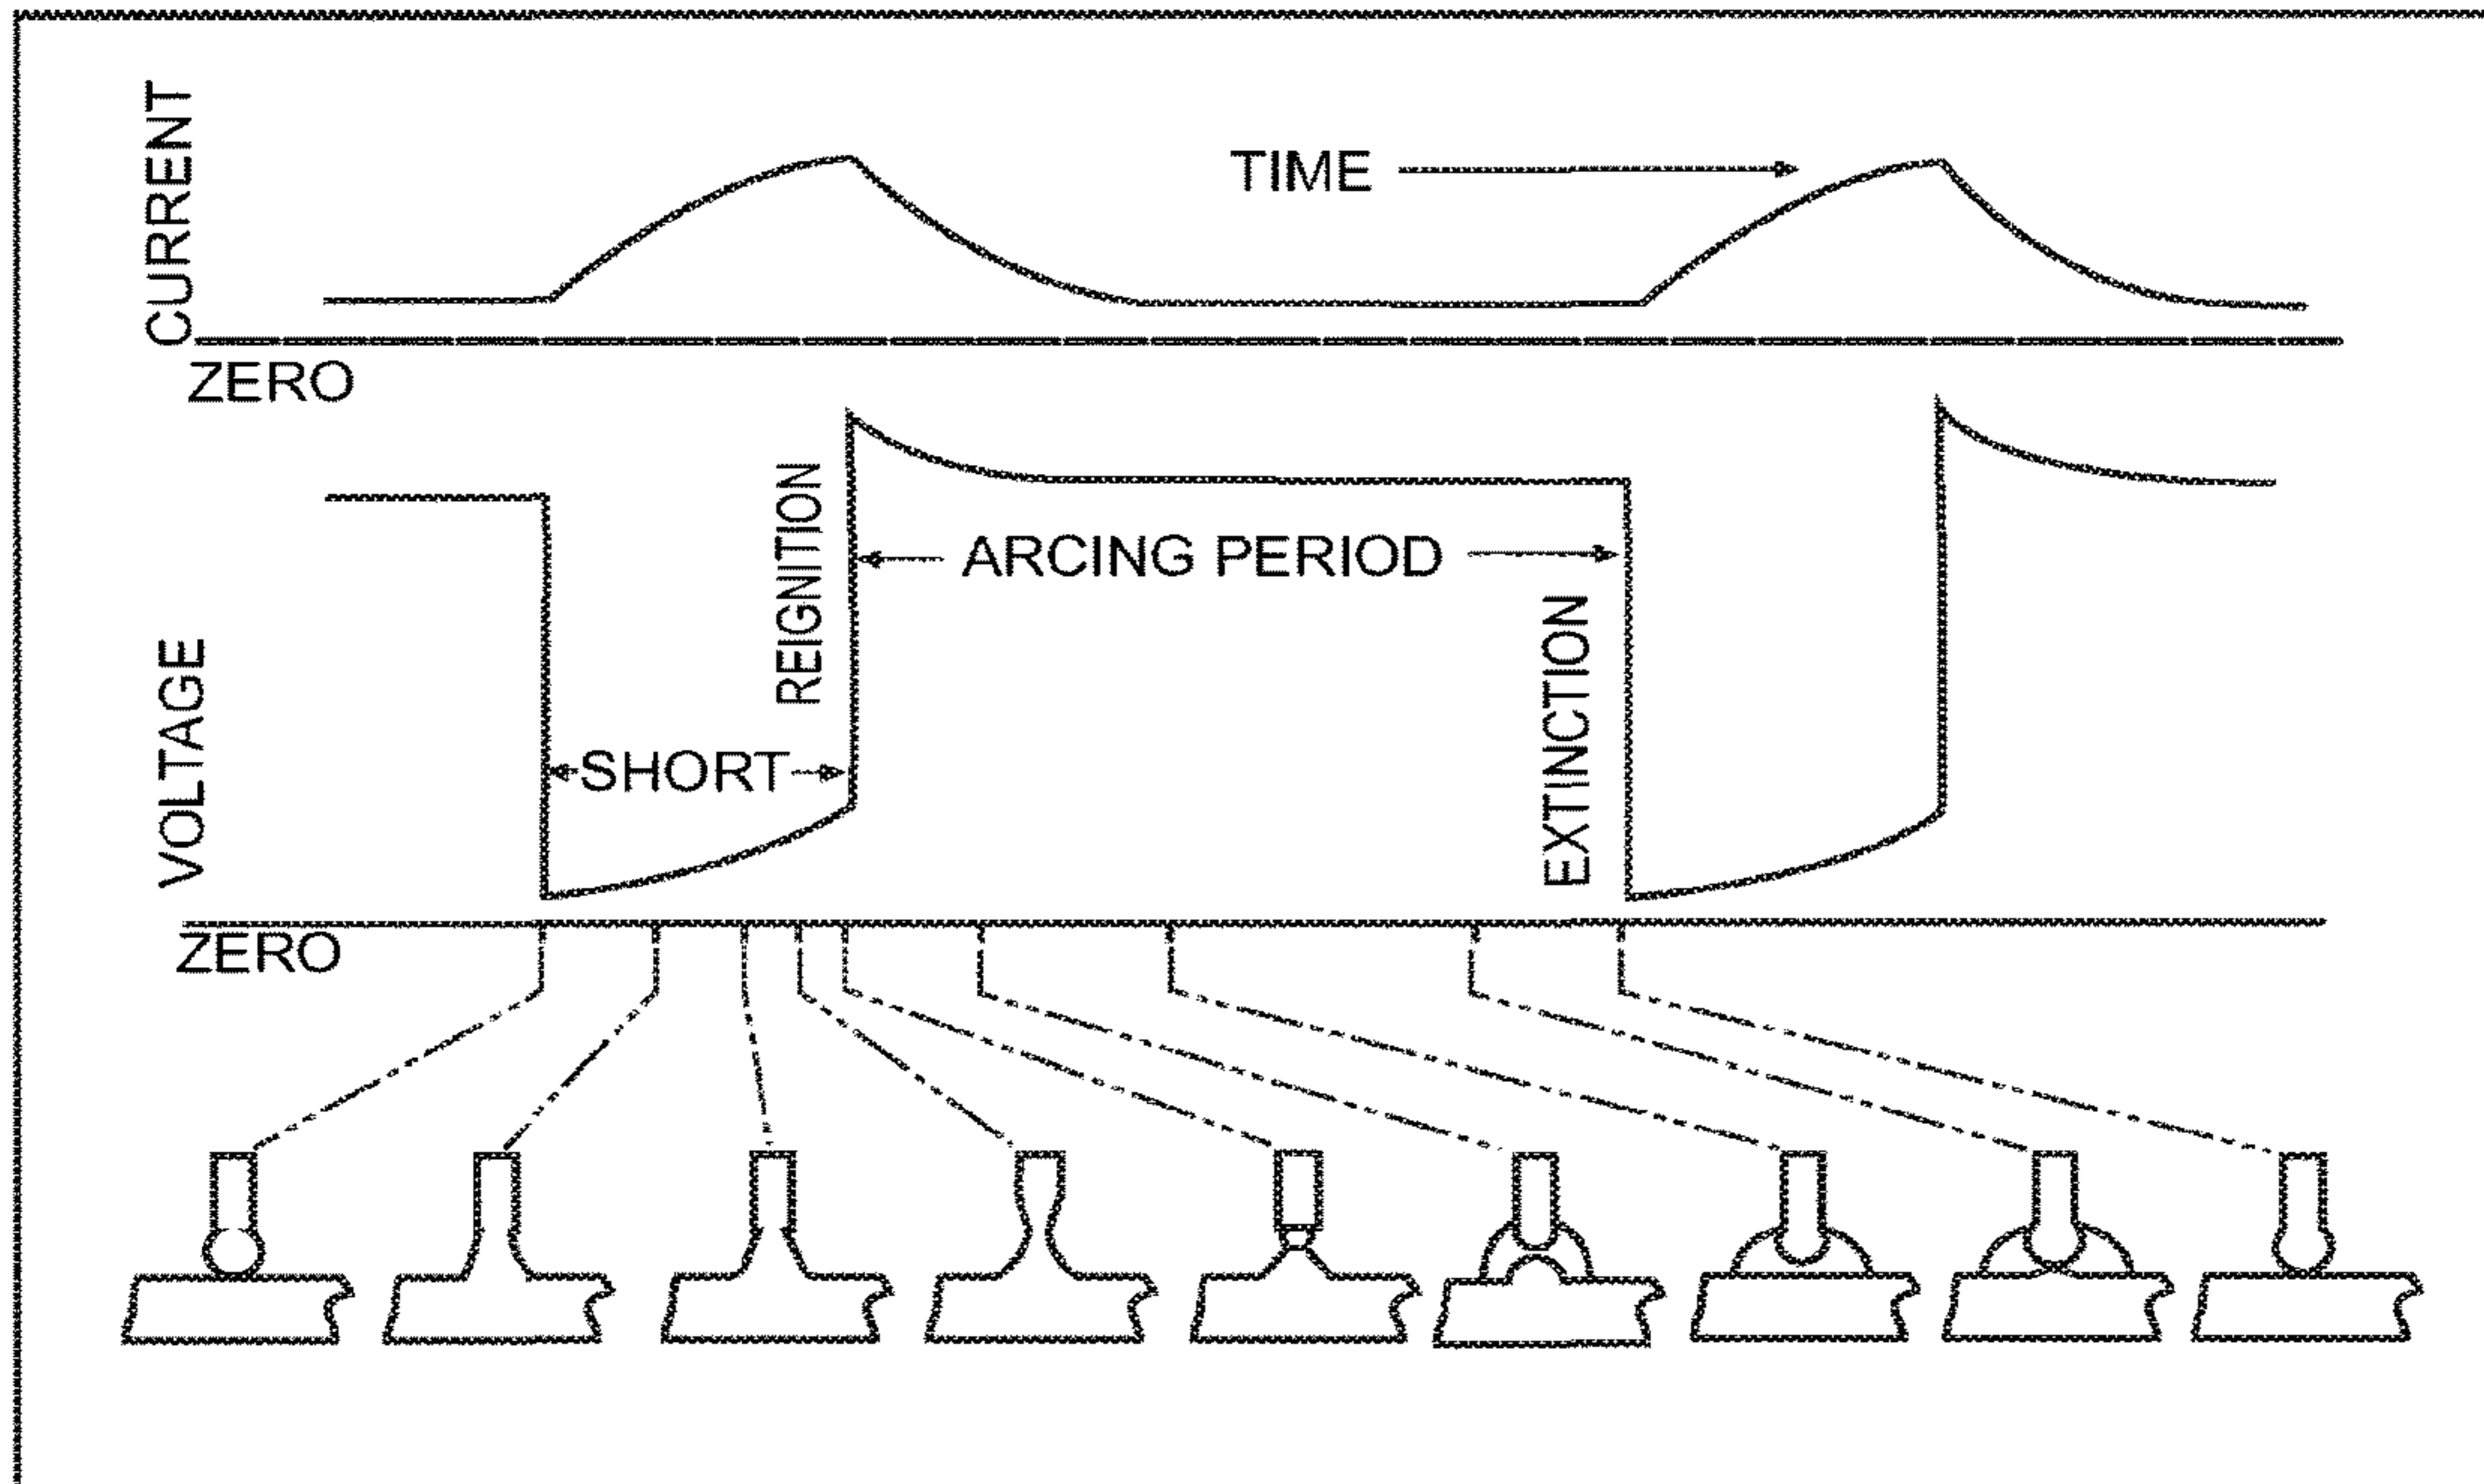 CURRENT
TIME
ZERO
REIGNITION
ARCING PERIOD
VOLTAGE
SHORT
EXTINCTION
ZERO